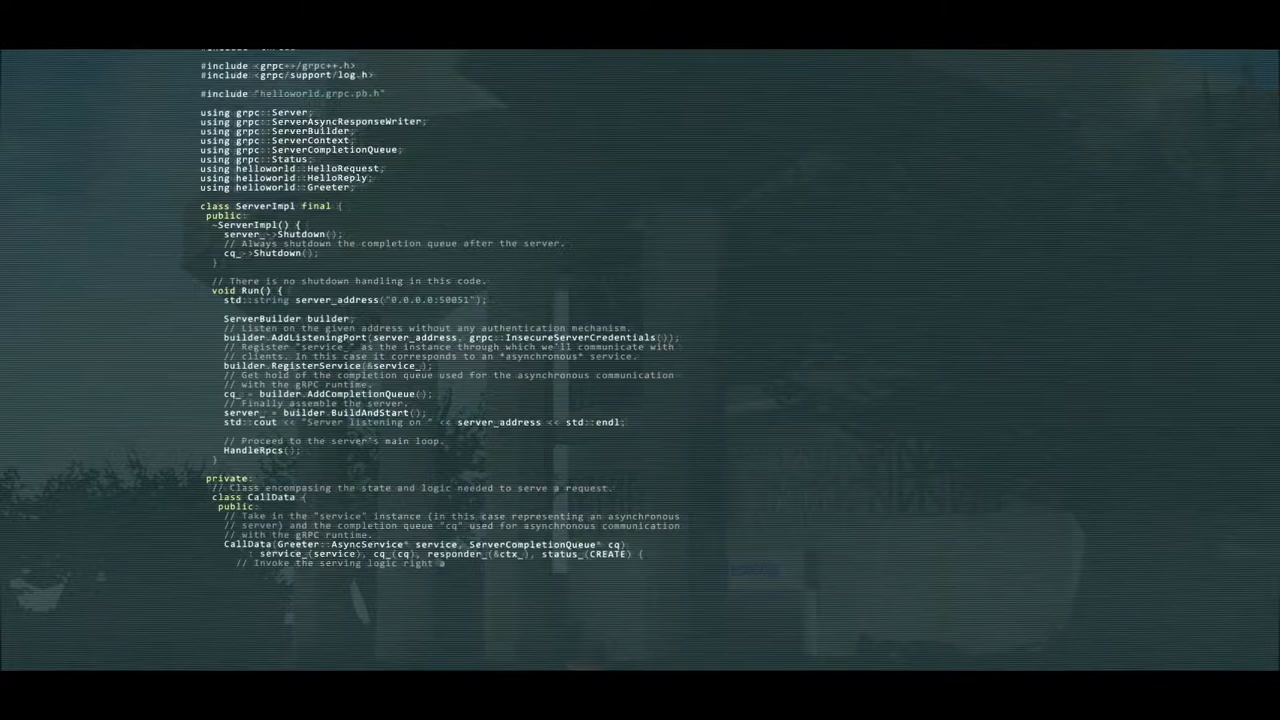 #include <grpc++/grpc++.h>
#include <grpc/support/log.h>
#include "helloworld.grpc.pb.h"
using grpc::Server;
using grpc::ServerAsyncResponseWriter;
using grpc::ServerBuilder;
using grpc::ServerContext;
using grpc::ServerCompletionQueue;
using grpc::Status;
using helloworld::HelloRequest;
using helloworld::HelloReply;
using helloworld::Greeter;
class ServerImpl final {
public:
~ServerImpl() {
server_->Shutdown();
// Always shutdown the completion queue after the server.
cq_->Shutdown();
}
// There is no shutdown handling in this code.
void Run() {
std::string server_address("0.0.0.0:50051");
ServerBuilder builder;
// Listen on the given address without any authentication mechanism.
builder.AddListeningPort(server_address, grpc::InsecureServerCredentials());
// Register "service_" as the instance through which we'll communicate with
// clients. In this case it corresponds to an *asynchronous* service.
builder.RegisterService(&service_);
// Get hold of the completion queue used for the asynchronous communication
// with the gRPC runtime.
cq_ = builder.AddCompletionQueue();
// Finally assemble the server.
server_ = builder.BuildAndStart();
std::cout << "Server listening on " << server_address << std::endl;
// Proceed to the server's main loop.
HandleRpcs();
}
private:
// Class encompasing the state and logic needed to serve a request.
class CallData {
public:
// Take in the "service" instance (in this case representing an asynchronous
// server) and the completion queue "cq" used for asynchronous communication
// with the gRPC runtime.
CallData(Greeter::AsyncService* service, ServerCompletionQueue* cq)
: service_(service), cq_(cq), responder_(&ctx_), status_(CREATE) {
// Invoke the serving logic right a